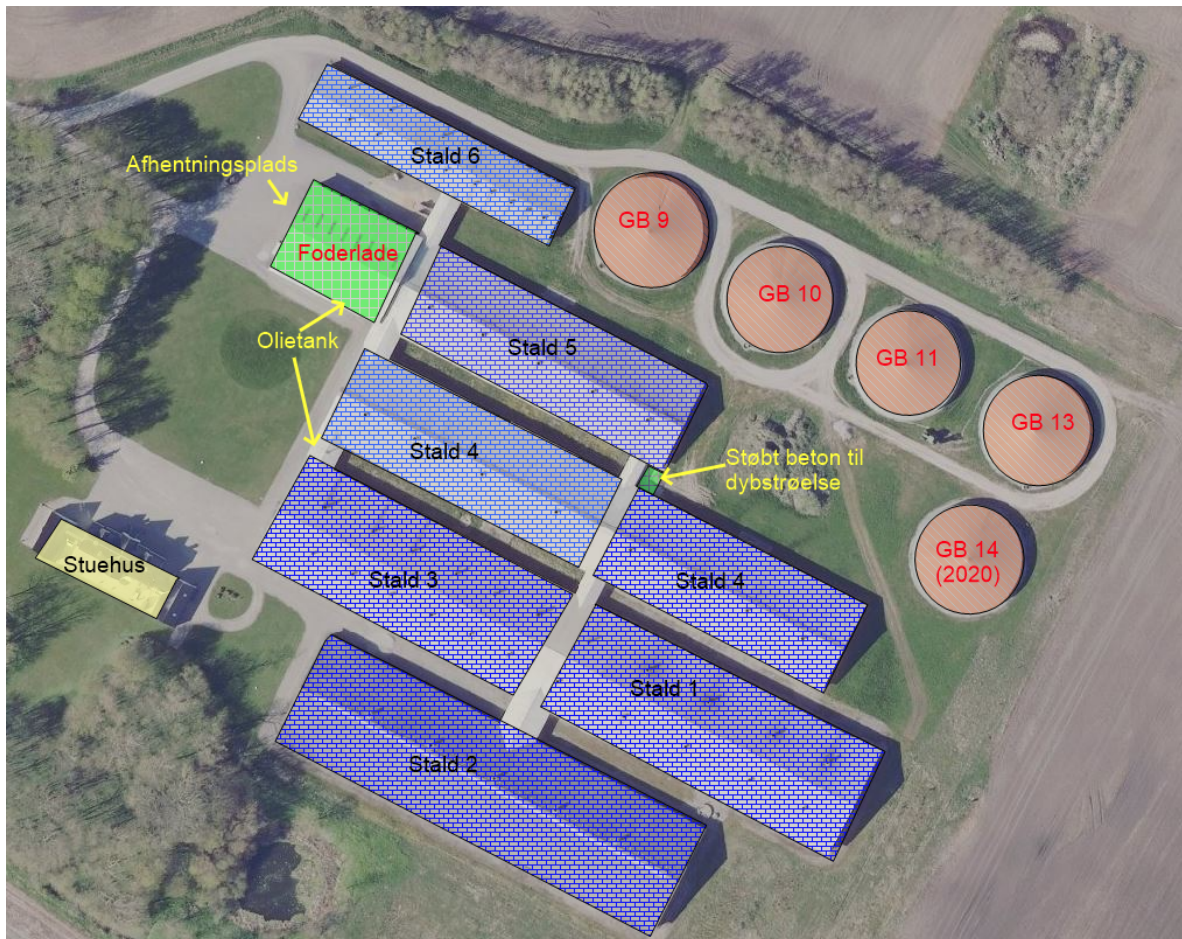 Stald 6
Afhentningsplads
GB 9
Foderlade
GB 10
Olietank
Stald 5
GB 11
GB 13
Stald 4
Støbt beton til
dybstrøelse
GB 14
(2020)
Stuehus
Stald 3
Stald 4
Stald 1
Stald 2